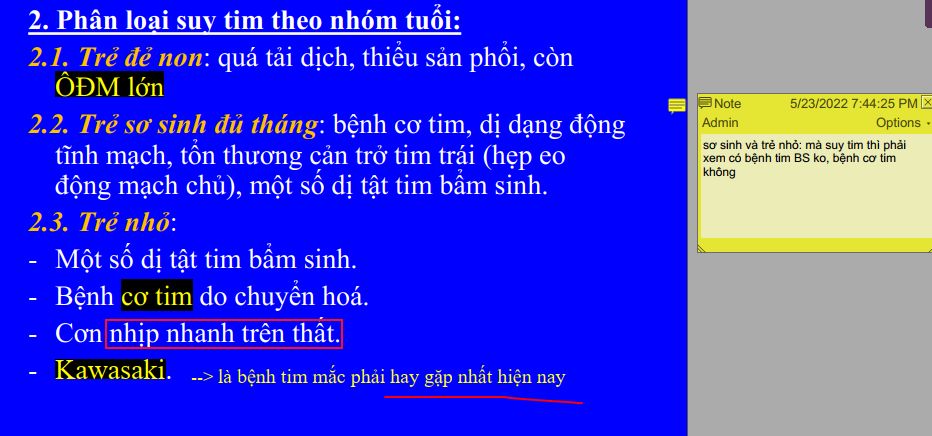 2. Phân loại suy tim theo nhóm tuổi:
2.1. Trẻ đẻ non: quá tải dịch, thiểu sản phổi, còn
ÔĐM lớn
2.2. Trẻ sơ sinh đủ tháng: bệnh cơ tim, dị dạng động
tĩnh mạch, tổn thương cản trở tim trái (hẹp eo
động mạch chủ), một số dị tật tim bẩm sinh.
2.3. Trẻ nhỏ:
- Một số dị tật tim bẩm sinh.
- Bệnh cơ tim do chuyển hoá.
- Cơn nhịp nhanh trên thất.
- Kawasaki. --> là bệnh tim mắc phải hay gặp nhất hiện nay
Note 5/23/2022 7:44:25 PM
Admin Options
sơ sinh và trẻ nhỏ: mà suy tim thì phải
xem có bệnh tim BS ko, bệnh cơ tim
không